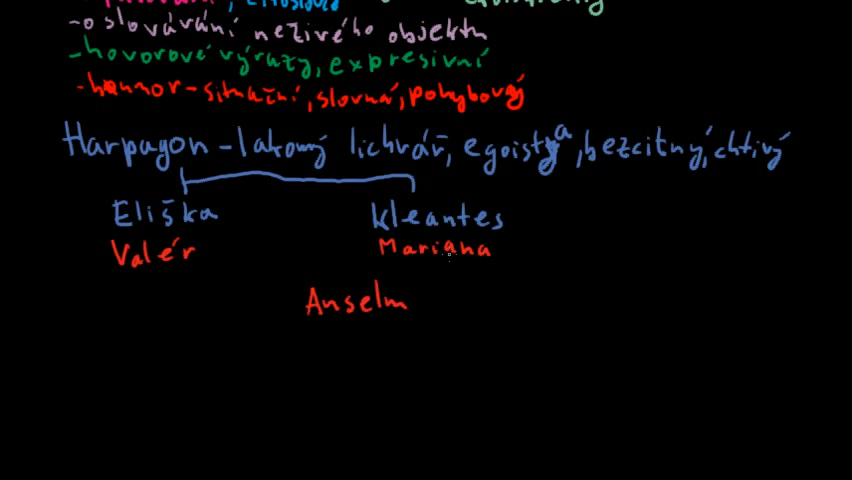 -oslovávání neživého objektu
-hovorové výrazy, expresivní
-humor-situační, slovná, pohybový
Harpagon - lakomý lichvář, egoista, bezcitný, chtivý
Eliška Kleantes
Valér Mariana
Anselm